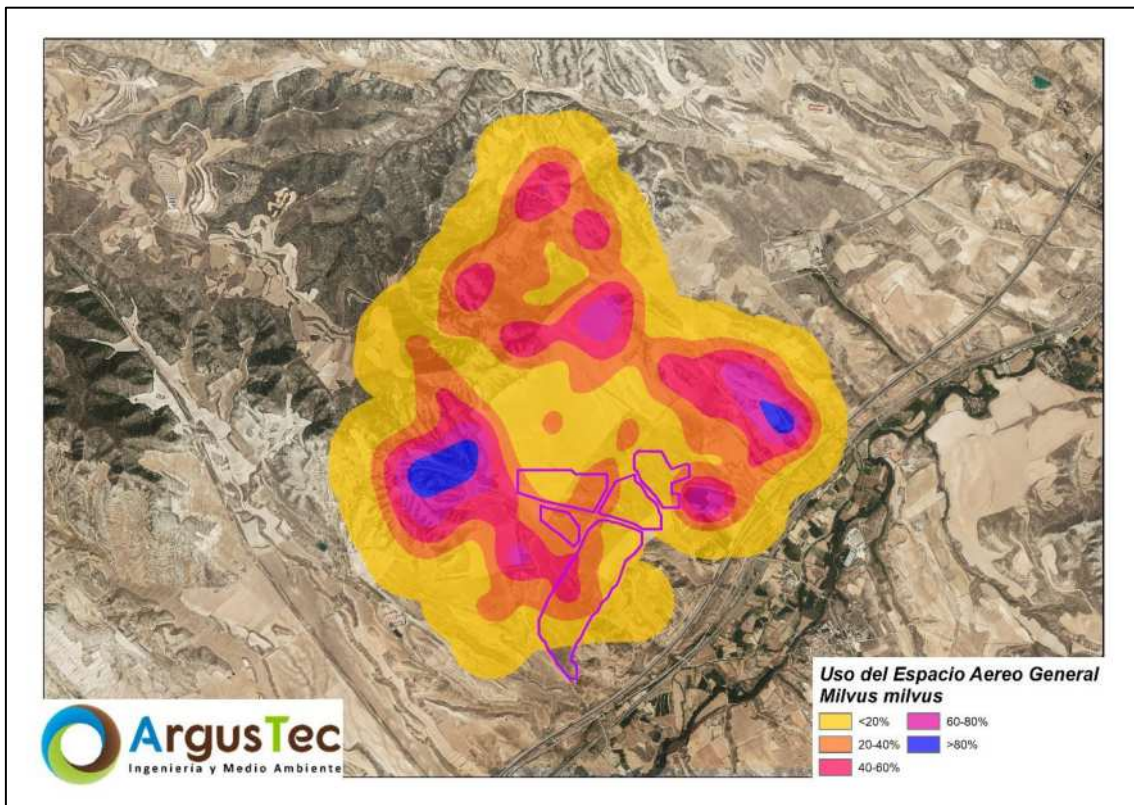 Uso del Espacio Aereo General
Milvus milvus
<20%
60-80%
20-40%
>80%
40-60%
ArgusTec
Ingeniería y Medio Ambiente